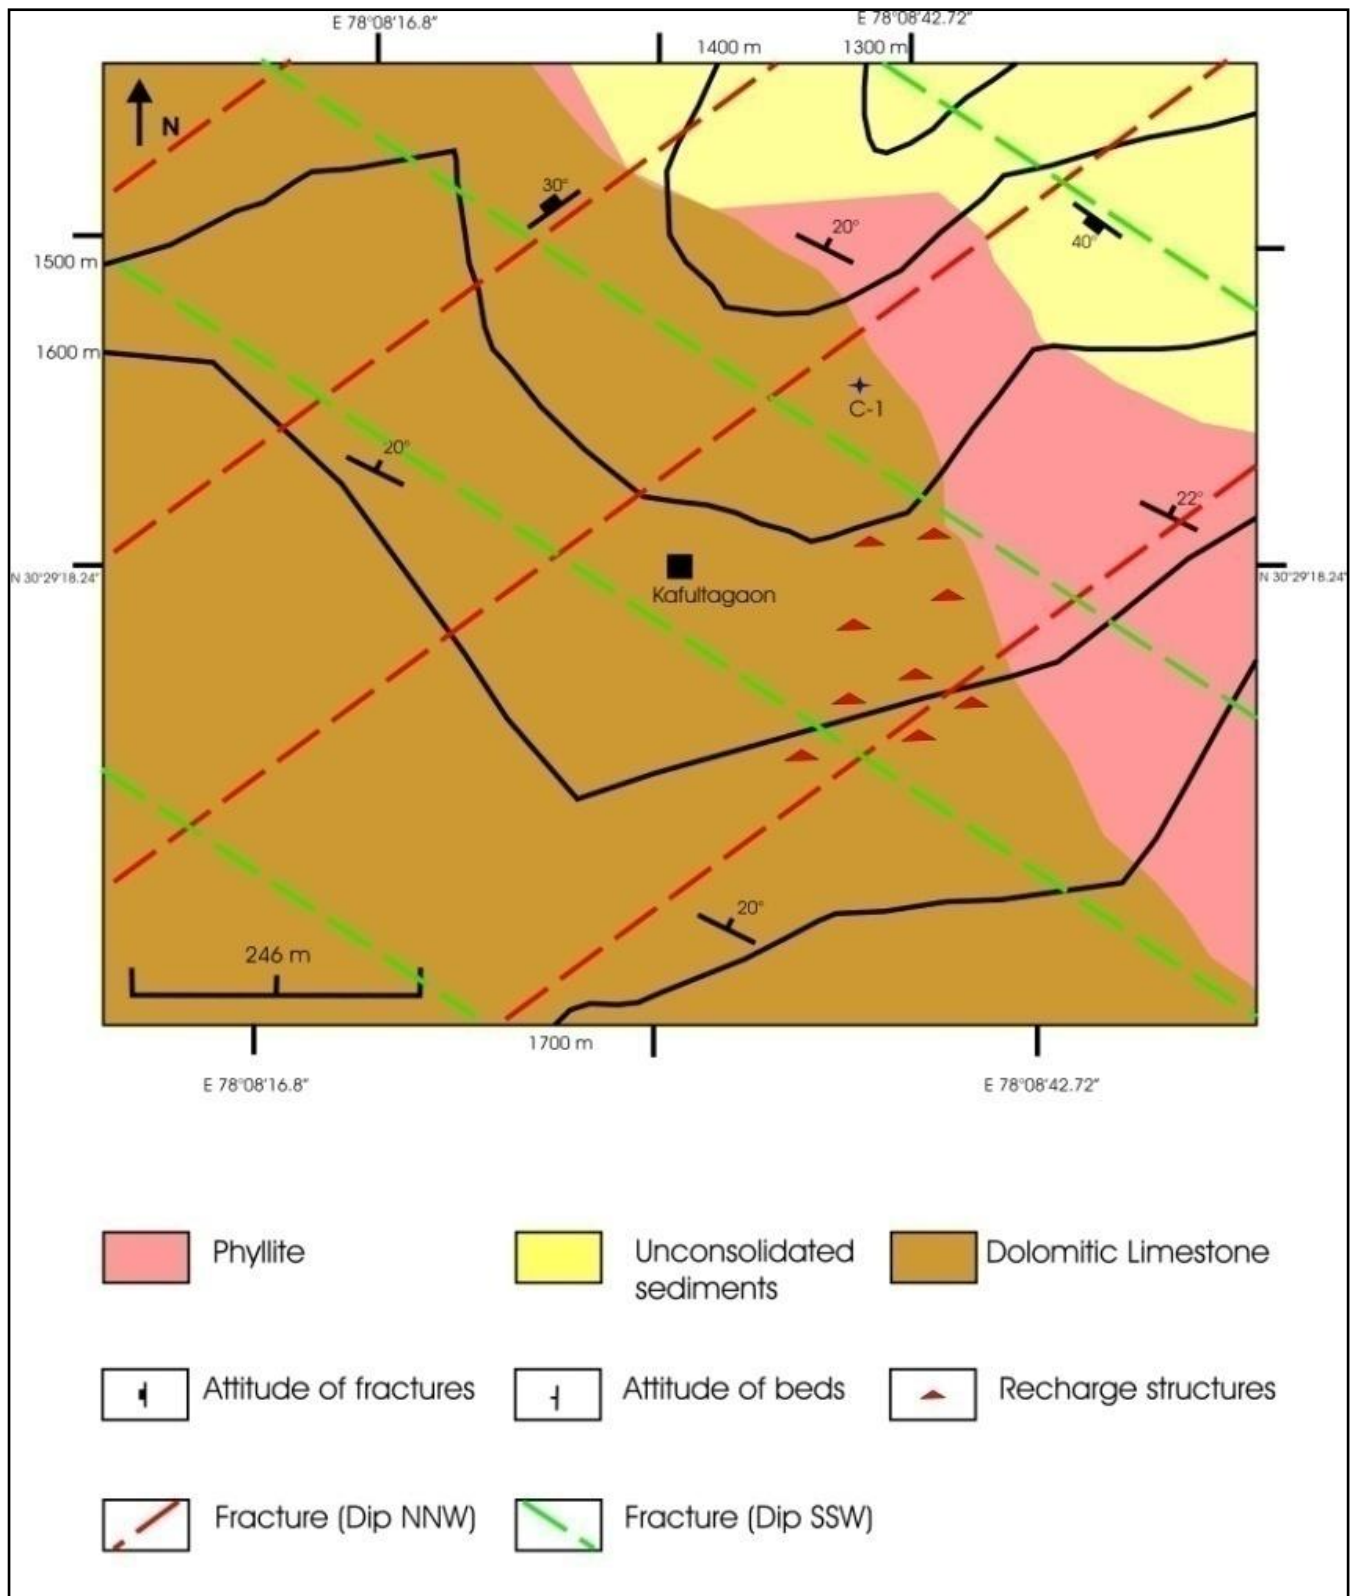 E 78°08'16.8"
E 78°08'42.72"
1400 m
1300 m
N
30°
20°
40°
1500 m
1600 m
C-1
20°
22°
N 30°29'18.24"
N 30°29'18.24"
Kafultagaon
20°
246 m
1700 m
E 78°08'16.8"
E 78°08'42.72"
Phyllite
Unconsolidated
sediments
Dolomitic Limestone
Attitude of fractures
Attitude of beds
Recharge structures
Fracture (Dip NNW)
Fracture (Dip SSW)